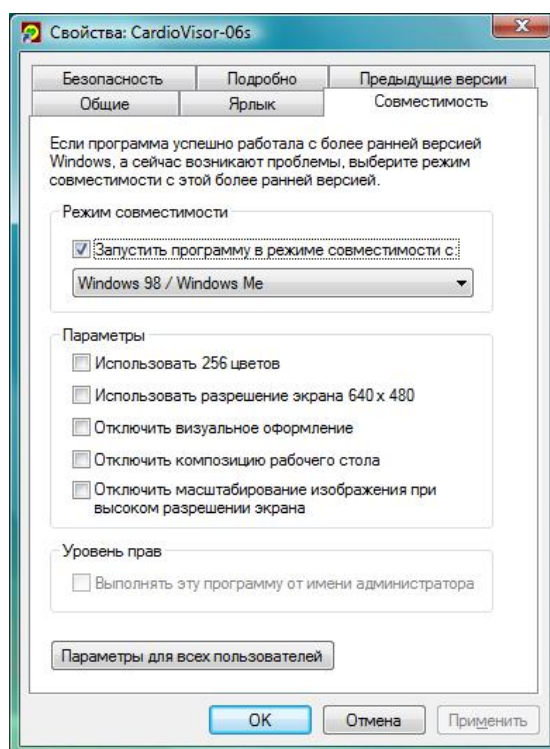 Свойства: CardioVisor-06s
Безопасность Подробно Предыдущие версии
Общие Ярлык Совместимость
Если программа успешно работала с более ранней версией
Windows, а сейчас возникают проблемы, выберите режим
совместимости с этой более ранней версией.
Режим совместимости
Запустить программу в режиме совместимости с:
Windows 98 / Windows Me
Параметры
Использовать 256 цветов
Использовать разрешение экрана 640 x 480
Отключить визуальное оформление
Отключить композицию рабочего стола
Отключить масштабирование изображения при
высоком разрешении экрана
Уровень прав
Выполнять эту программу от имени администратора
Параметры для всех пользователей
OK Отмена Применить